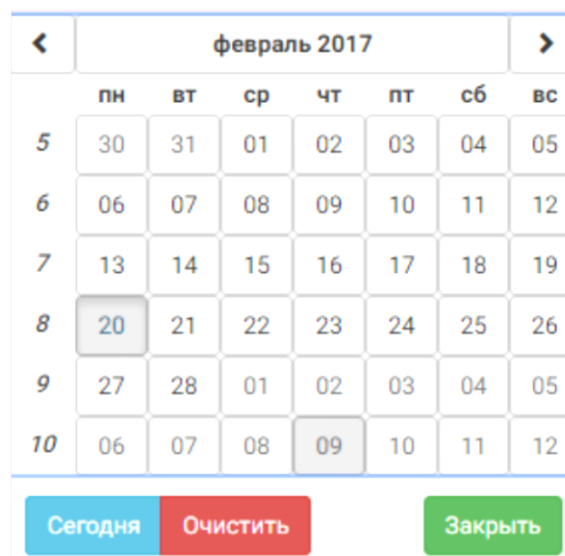 февраль 2017
пн вт ср чт пт сб вс
5 30 31 01 02 03 04 05
6 06 07 08 09 10 11 12
7 13 14 15 16 17 18 19
8 20 21 22 23 24 25 26
9 27 28 01 02 03 04 05
10 06 07 08 09 10 11 12
Сегодня Очистить Закрыть